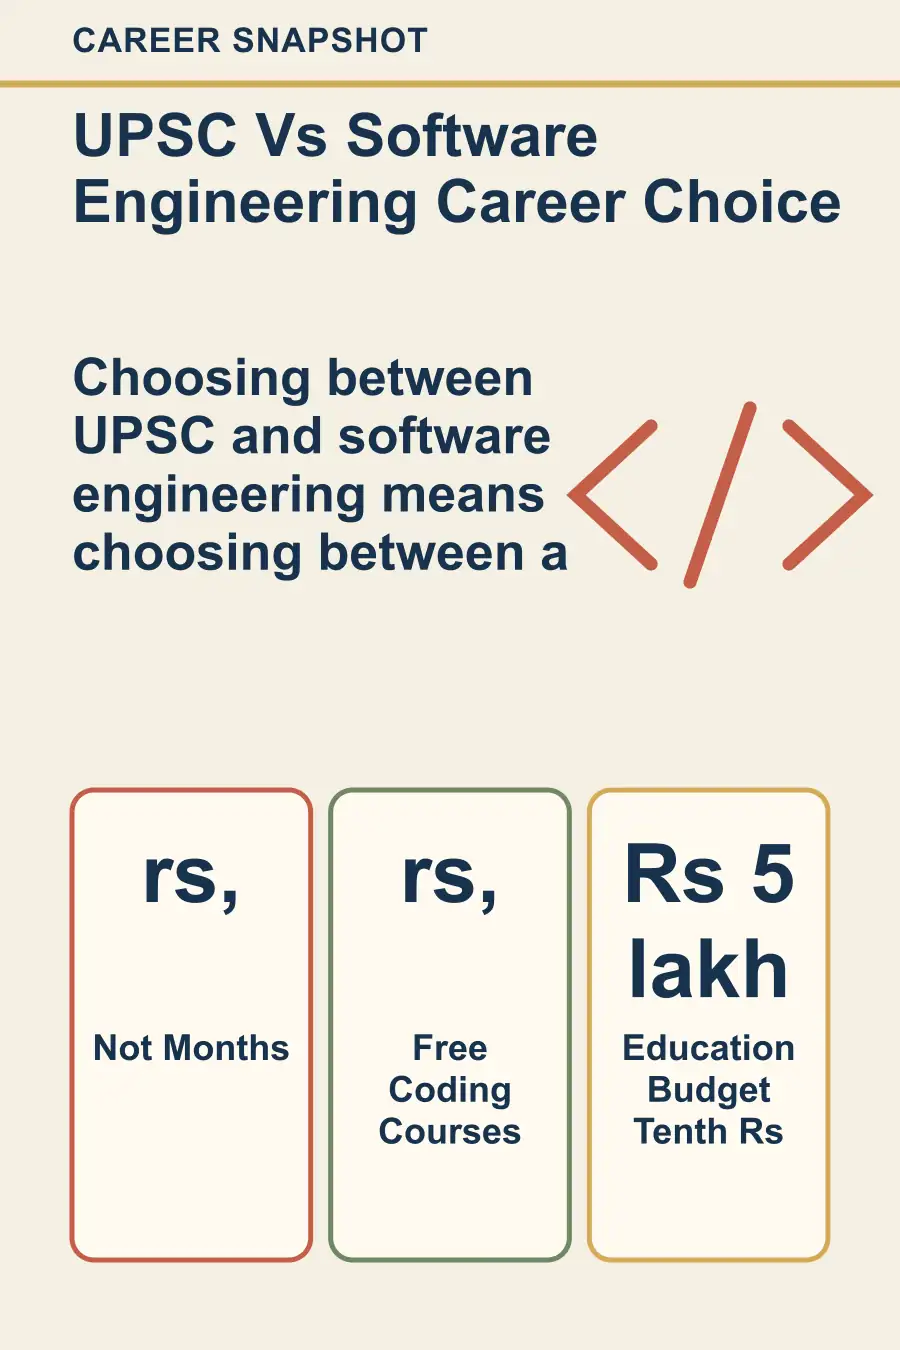 CAREER SNAPSHOT
UPSC Vs Software
Engineering Career Choice
Choosing between
UPSC and software
engineering means
choosing between a
</>
rs,
Not Months
rs,
Free
Coding
Courses
Rs 5
lakh
Education
Budget
Tenth Rs